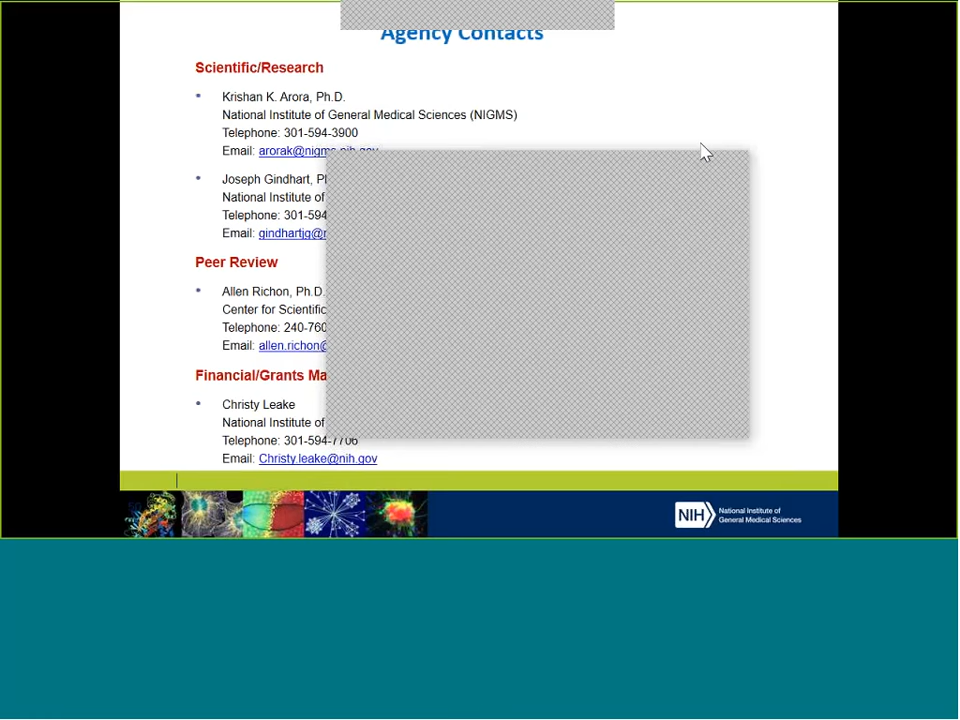 Agency Contacts
Scientific/Research
Krishan K. Arora, Ph.D.
National Institute of General Medical Sciences (NIGMS)
Telephone: 301-594-3900
Email: arorak@nigms.nih.gov
Joseph Gindhart,
National Institute of
Telephone: 301-594
Email: gindhartjg@
Peer Review
Allen Richon, Ph.D.
Center for Scientific
Telephone: 240-760
Email: allen.richon@
Financial/Grants
Christy Leake
National Institute of
Telephone: 301-594-7706
Email: Christy.leake@nih.gov
NIH National Institute of
General Medical Sciences